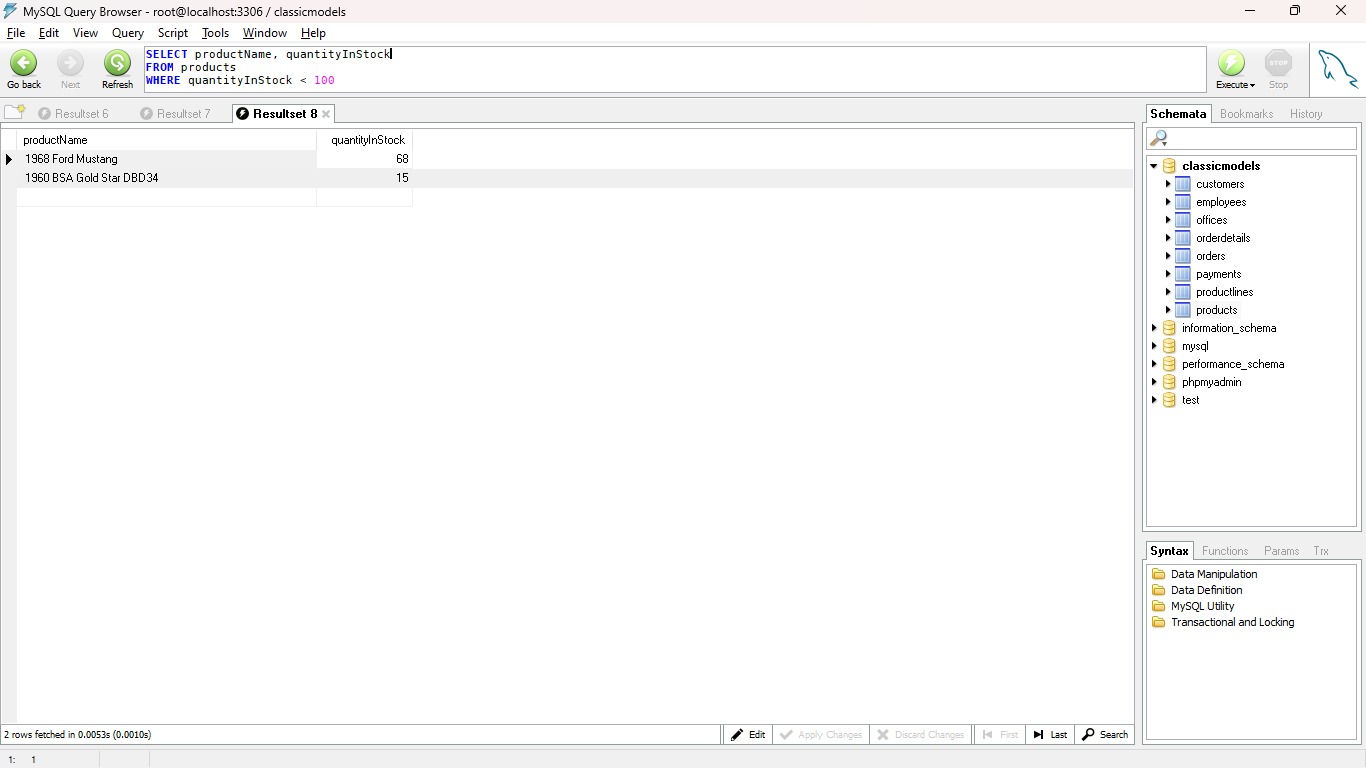 MySQL Query Browser - root@localhost:3306 / classicmodels
File Edit View Query Script Tools Window Help
Go back Next Refresh
SELECT productName, quantityInStock
FROM products
WHERE quantityInStock < 100
Execute STOP Stop
Resultset 6 Resultset 7 Resultset 8
productName quantityInStock
1968 Ford Mustang 68
1960 BSA Gold Star DBD34 15
2 rows fetched in 0.0053s (0.0010s)
Edit Apply Changes Discard Changes First Last Search
1: 1
Schemata Bookmarks History
classicmodels
customers
employees
offices
orderdetails
orders
payments
productlines
products
information_schema
mysql
performance_schema
phpmyadmin
test
Syntax Functions Params Trx
Data Manipulation
Data Definition
MySQL Utility
Transactional and Locking